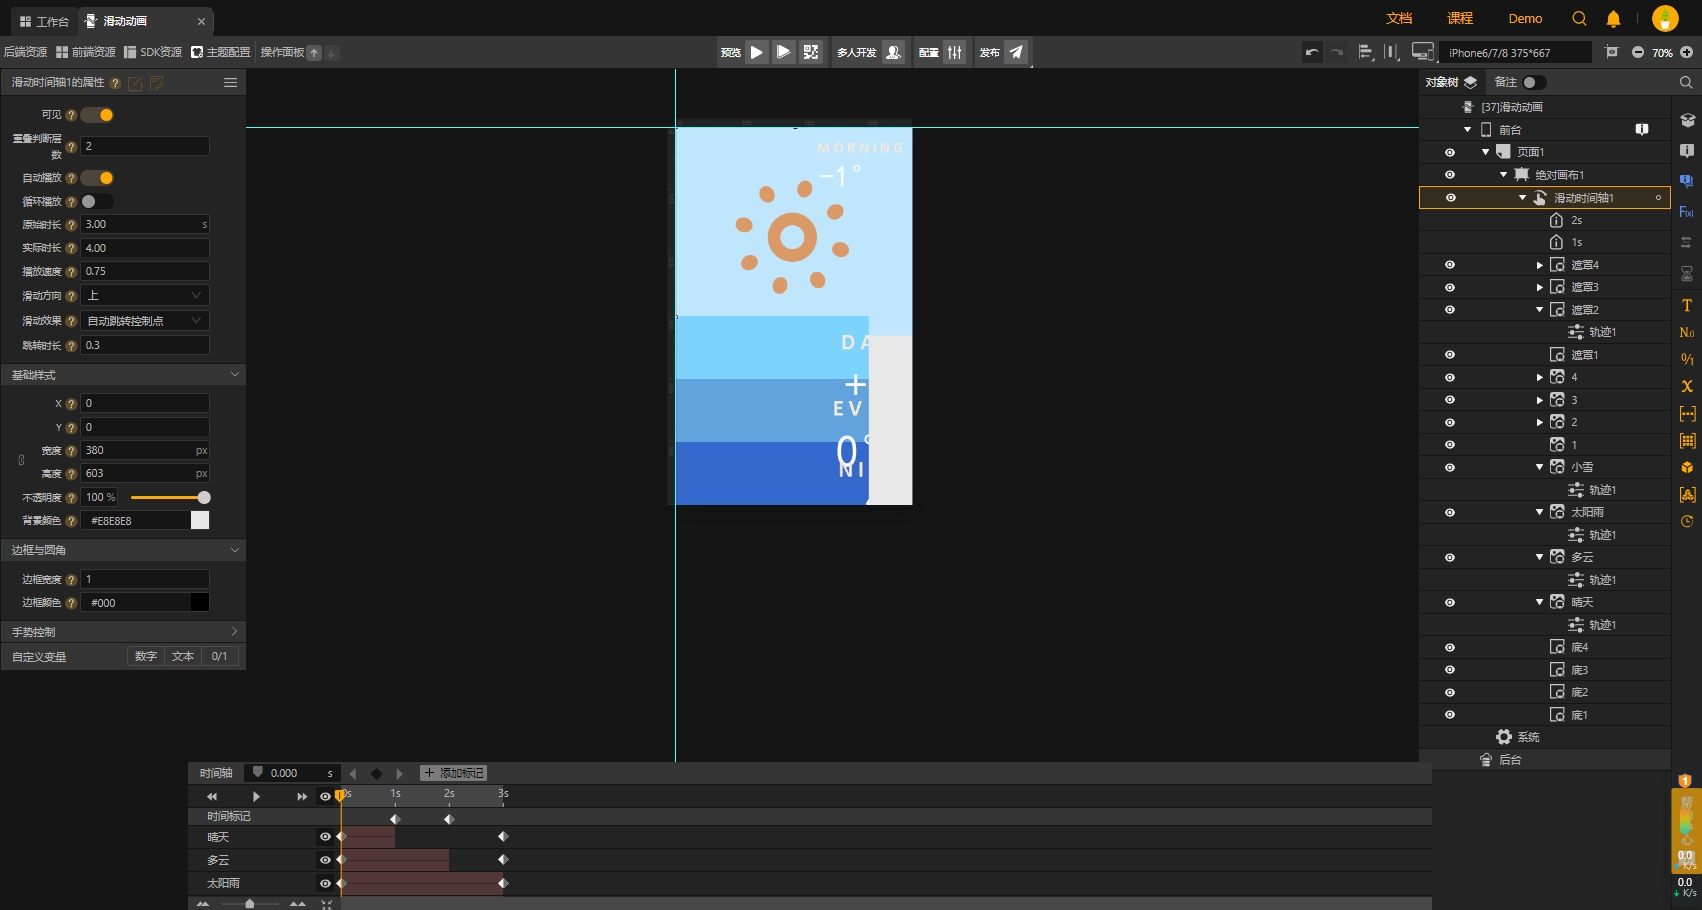 工作台
滑动动画
文档
课程
Demo
后端资源
前端资源
SDK资源
主题配置
操作面板
预览
多人开发
配置
发布
iPhone6/7/8 375*667
70%
滑动时间轴1的属性
可见
重叠判断层数
2
自动播放
循环播放
原始时长 3.00 s
实际时长 4.00
播放速度 0.75
滑动方向 上
滑动效果 自动跳转控制点
跳转时长 0.3
基础样式
X 0
Y 0
宽度 380 px
高度 603 px
不透明度 100 %
背景颜色 #E8E8E8
边框与圆角
边框宽度 1
边框颜色 #000
手势控制
自定义变量 数字 文本 0/1
MORNING
-1°
DA
+
EV
0°
NI
对象树
备注
[37]滑动动画
前台
页面1
绝对画布1
滑动时间轴1
2s
1s
遮罩4
遮罩3
遮罩2
轨迹1
遮罩1
4
3
2
1
小雪
轨迹1
太阳雨
轨迹1
多云
轨迹1
晴天
轨迹1
底4
底3
底2
底1
系统
后台
T
N.0
0/1
F(x)
时间轴 0.000 s
添加标记
0s 1s 2s 3s
时间标记
晴天
多云
太阳雨
1
0.0
K/s
0.0
K/s